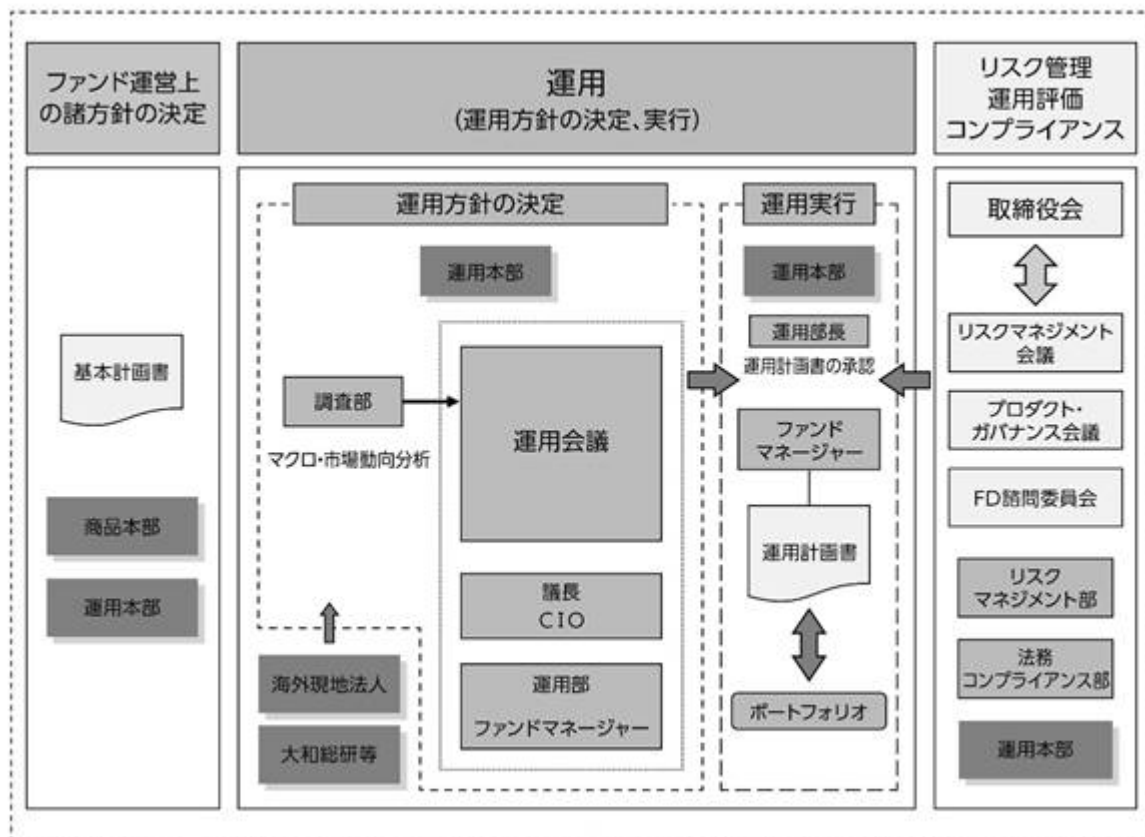 ファンド運営上
の諸方針の決定
運用
(運用方針の決定、実行)
リスク管理
運用評価
コンプライアンス
基本計画書
商品本部
運用本部
運用方針の決定
運用本部
調査部
マクロ・市場動向分析
運用会議
議長
CIO
運用部
ファンドマネージャー
海外現地法人
大和総研等
運用実行
運用本部
運用部長
運用計画書の承認
ファンド
マネージャー
運用計画書
ポートフォリオ
取締役会
リスクマネジメント
会議
プロダクト・
ガバナンス会議
FD諮問委員会
リスク
マネジメント部
法務
コンプライアンス部
運用本部